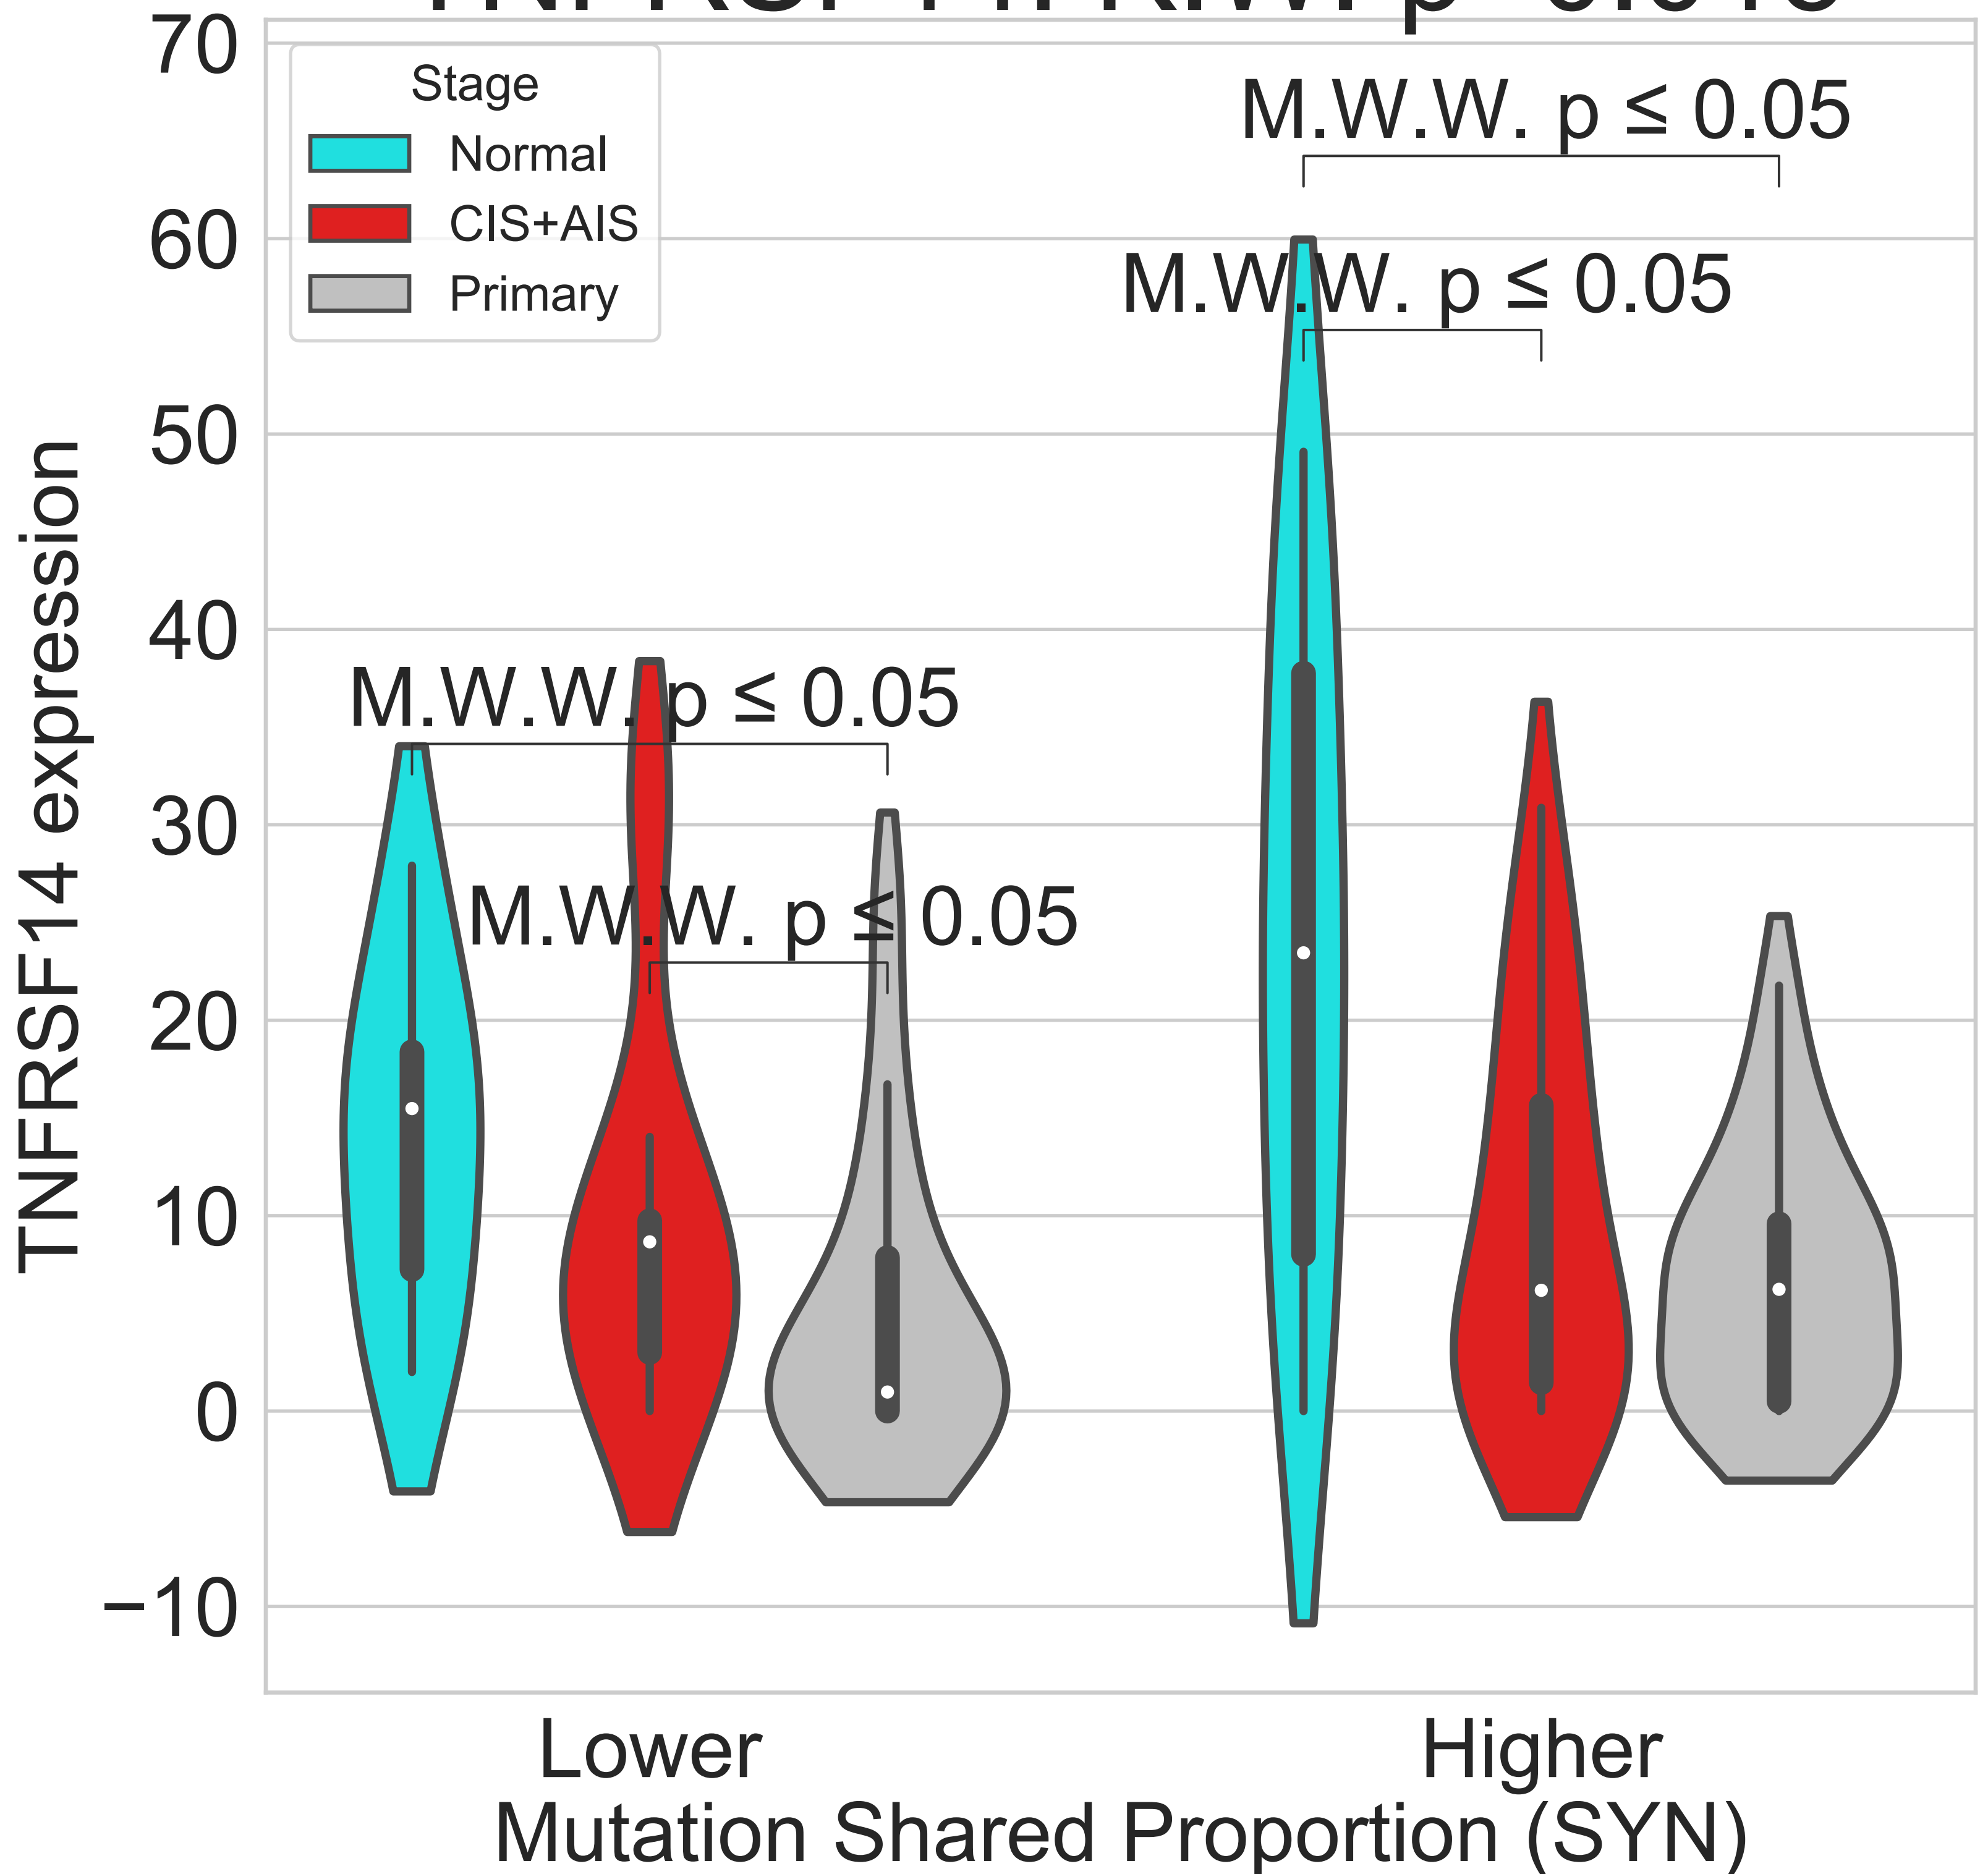 70
Stage
Normal
CIS+AIS
Primary
M.W.W. p ≤ 0.05
60
M.W.W. p ≤ 0.05
50
40
M.W.W. p ≤ 0.05
30
M.W.W. p ≤ 0.05
20
10
0
−10
TNFRSF14 expression
Lower
Higher
Mutation Shared Proportion (SYN)